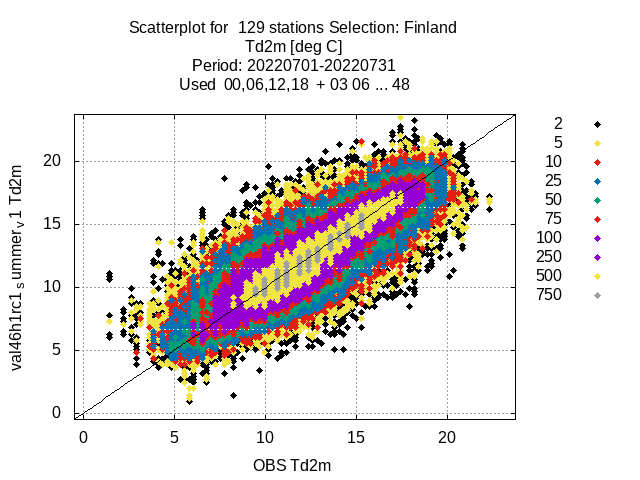 Scatterplot for 129 stations Selection: Finland
Td2m [deg C]
Period: 20220701-20220731
Used 00,06,12,18 + 03 06 ... 48
val46h1rc1 summerv1 Td2m
20
15
10
5
0
0 5 10 15 20
OBS Td2m
2
5
10
25
50
75
100
250
500
750